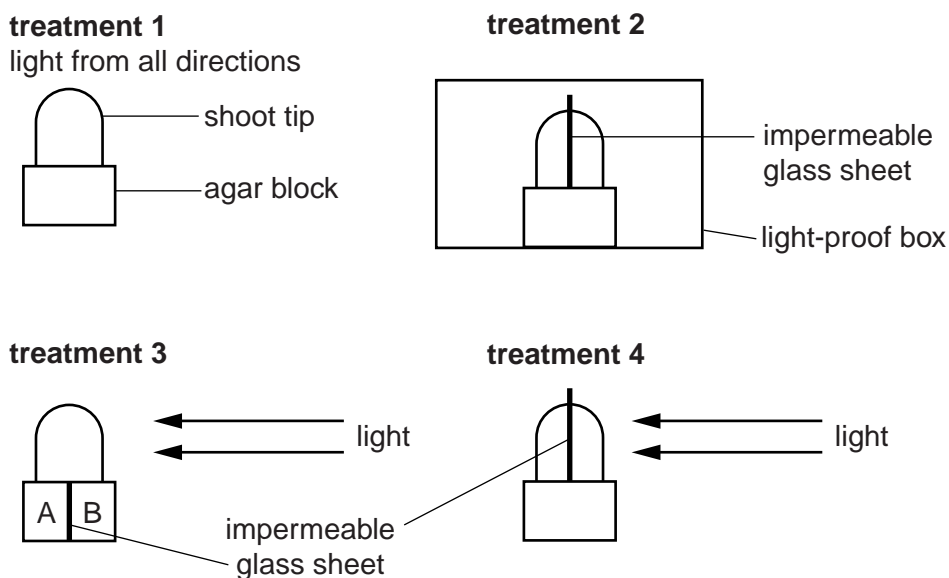 treatment 1
light from all directions
shoot tip
agar block
treatment 2
impermeable
glass sheet
light-proof box
treatment 3
light
A
B
impermeable
glass sheet
treatment 4
light